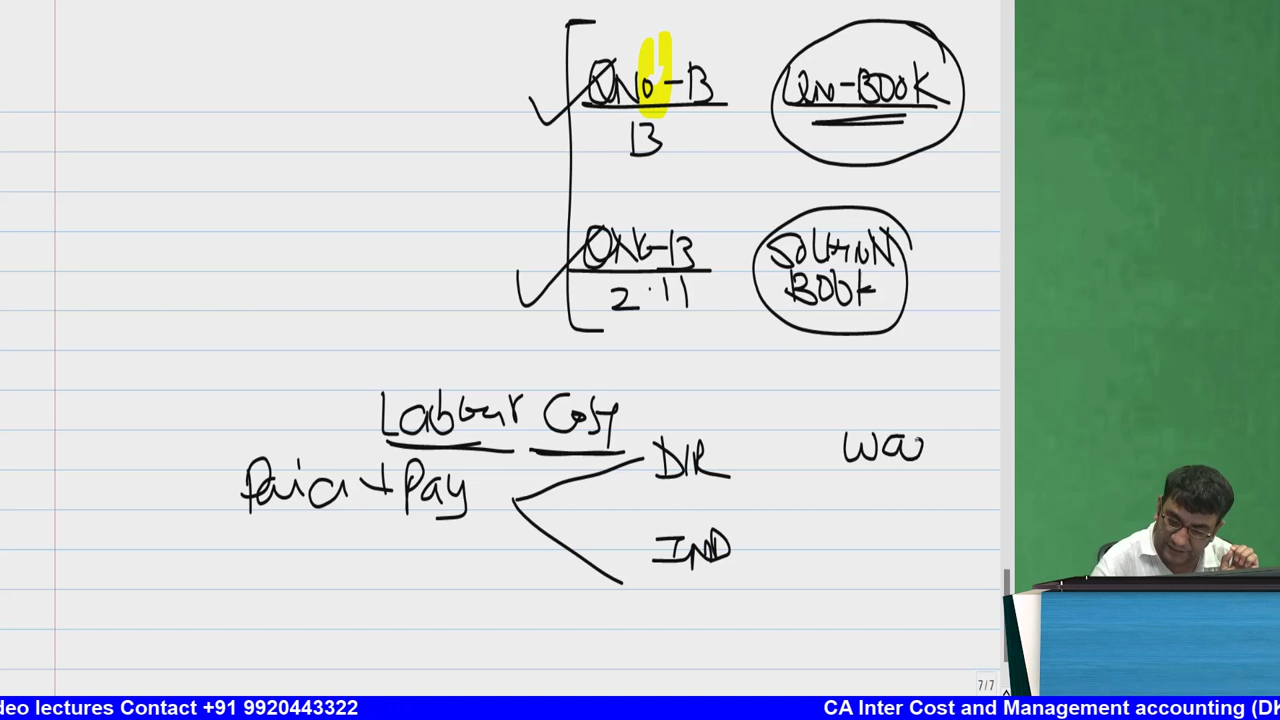 QNo-13 Qn-BOOK
13
QNo-13 SOLUTION
2.11 BOOK
Labour Cost
DIR Wa
Paid + Pay
IND
7/7
deo lectures Contact +91 9920443322 CA Inter Cost and Management accounting (DK